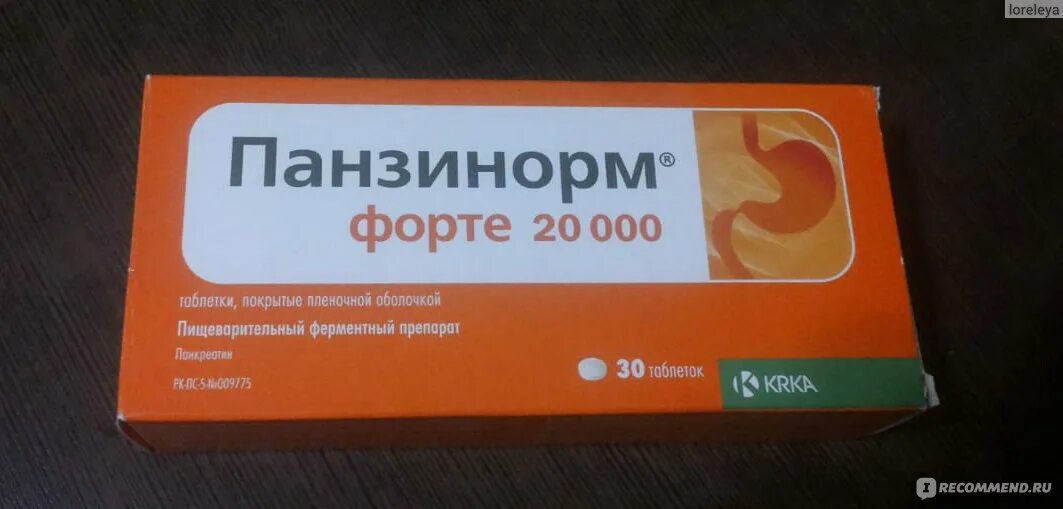 loreleya
Панзинорм®
форте 20 000
таблетки, покрытые пленочной оболочкой
Пищеварительный ферментный препарат
Панкреатин
РК-ЛС-5-№009775
30 таблеток
KRKA
IRECOMMEND.RU